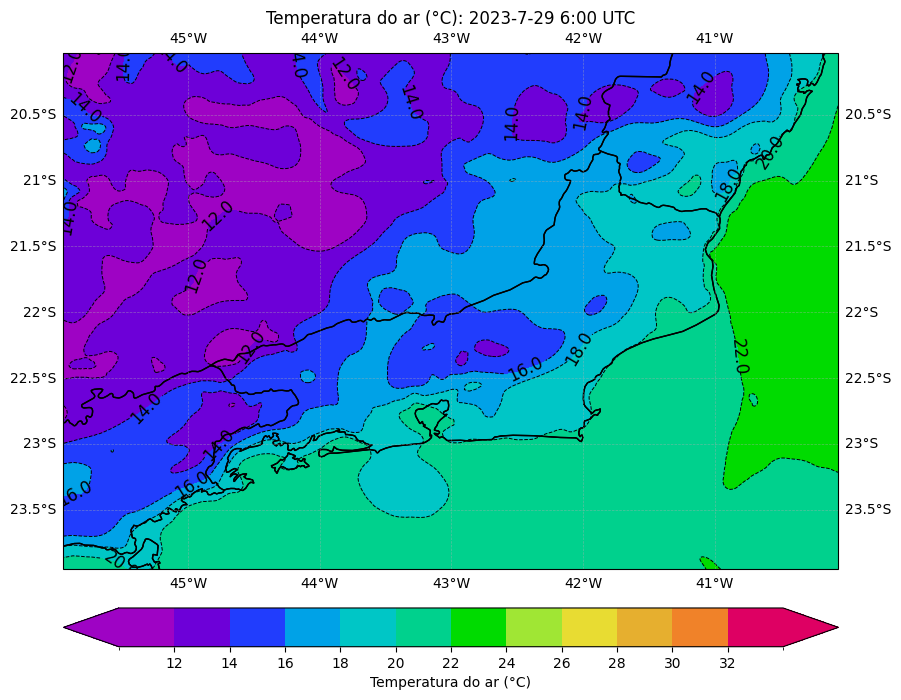 Temperatura do ar (°C): 2023-7-29 6:00 UTC
45°W 44°W 43°W 42°W 41°W
12.0 14.0 14.0 14.0 12.0
14.0 14.0 14.0 14.0 14.0
20.5°S 20.5°S
20.0
21°S 18.0 21°S
14.0 12.0
21.5°S 21.5°S
12.0
22°S 22°S
12.0 18.0 22.0
16.0
22.5°S 22.5°S
14.0
23°S 14.0 23°S
16.0 16.0
23.5°S 23.5°S
45°W 44°W 43°W 42°W 41°W
12 14 16 18 20 22 24 26 28 30 32
Temperatura do ar (°C)